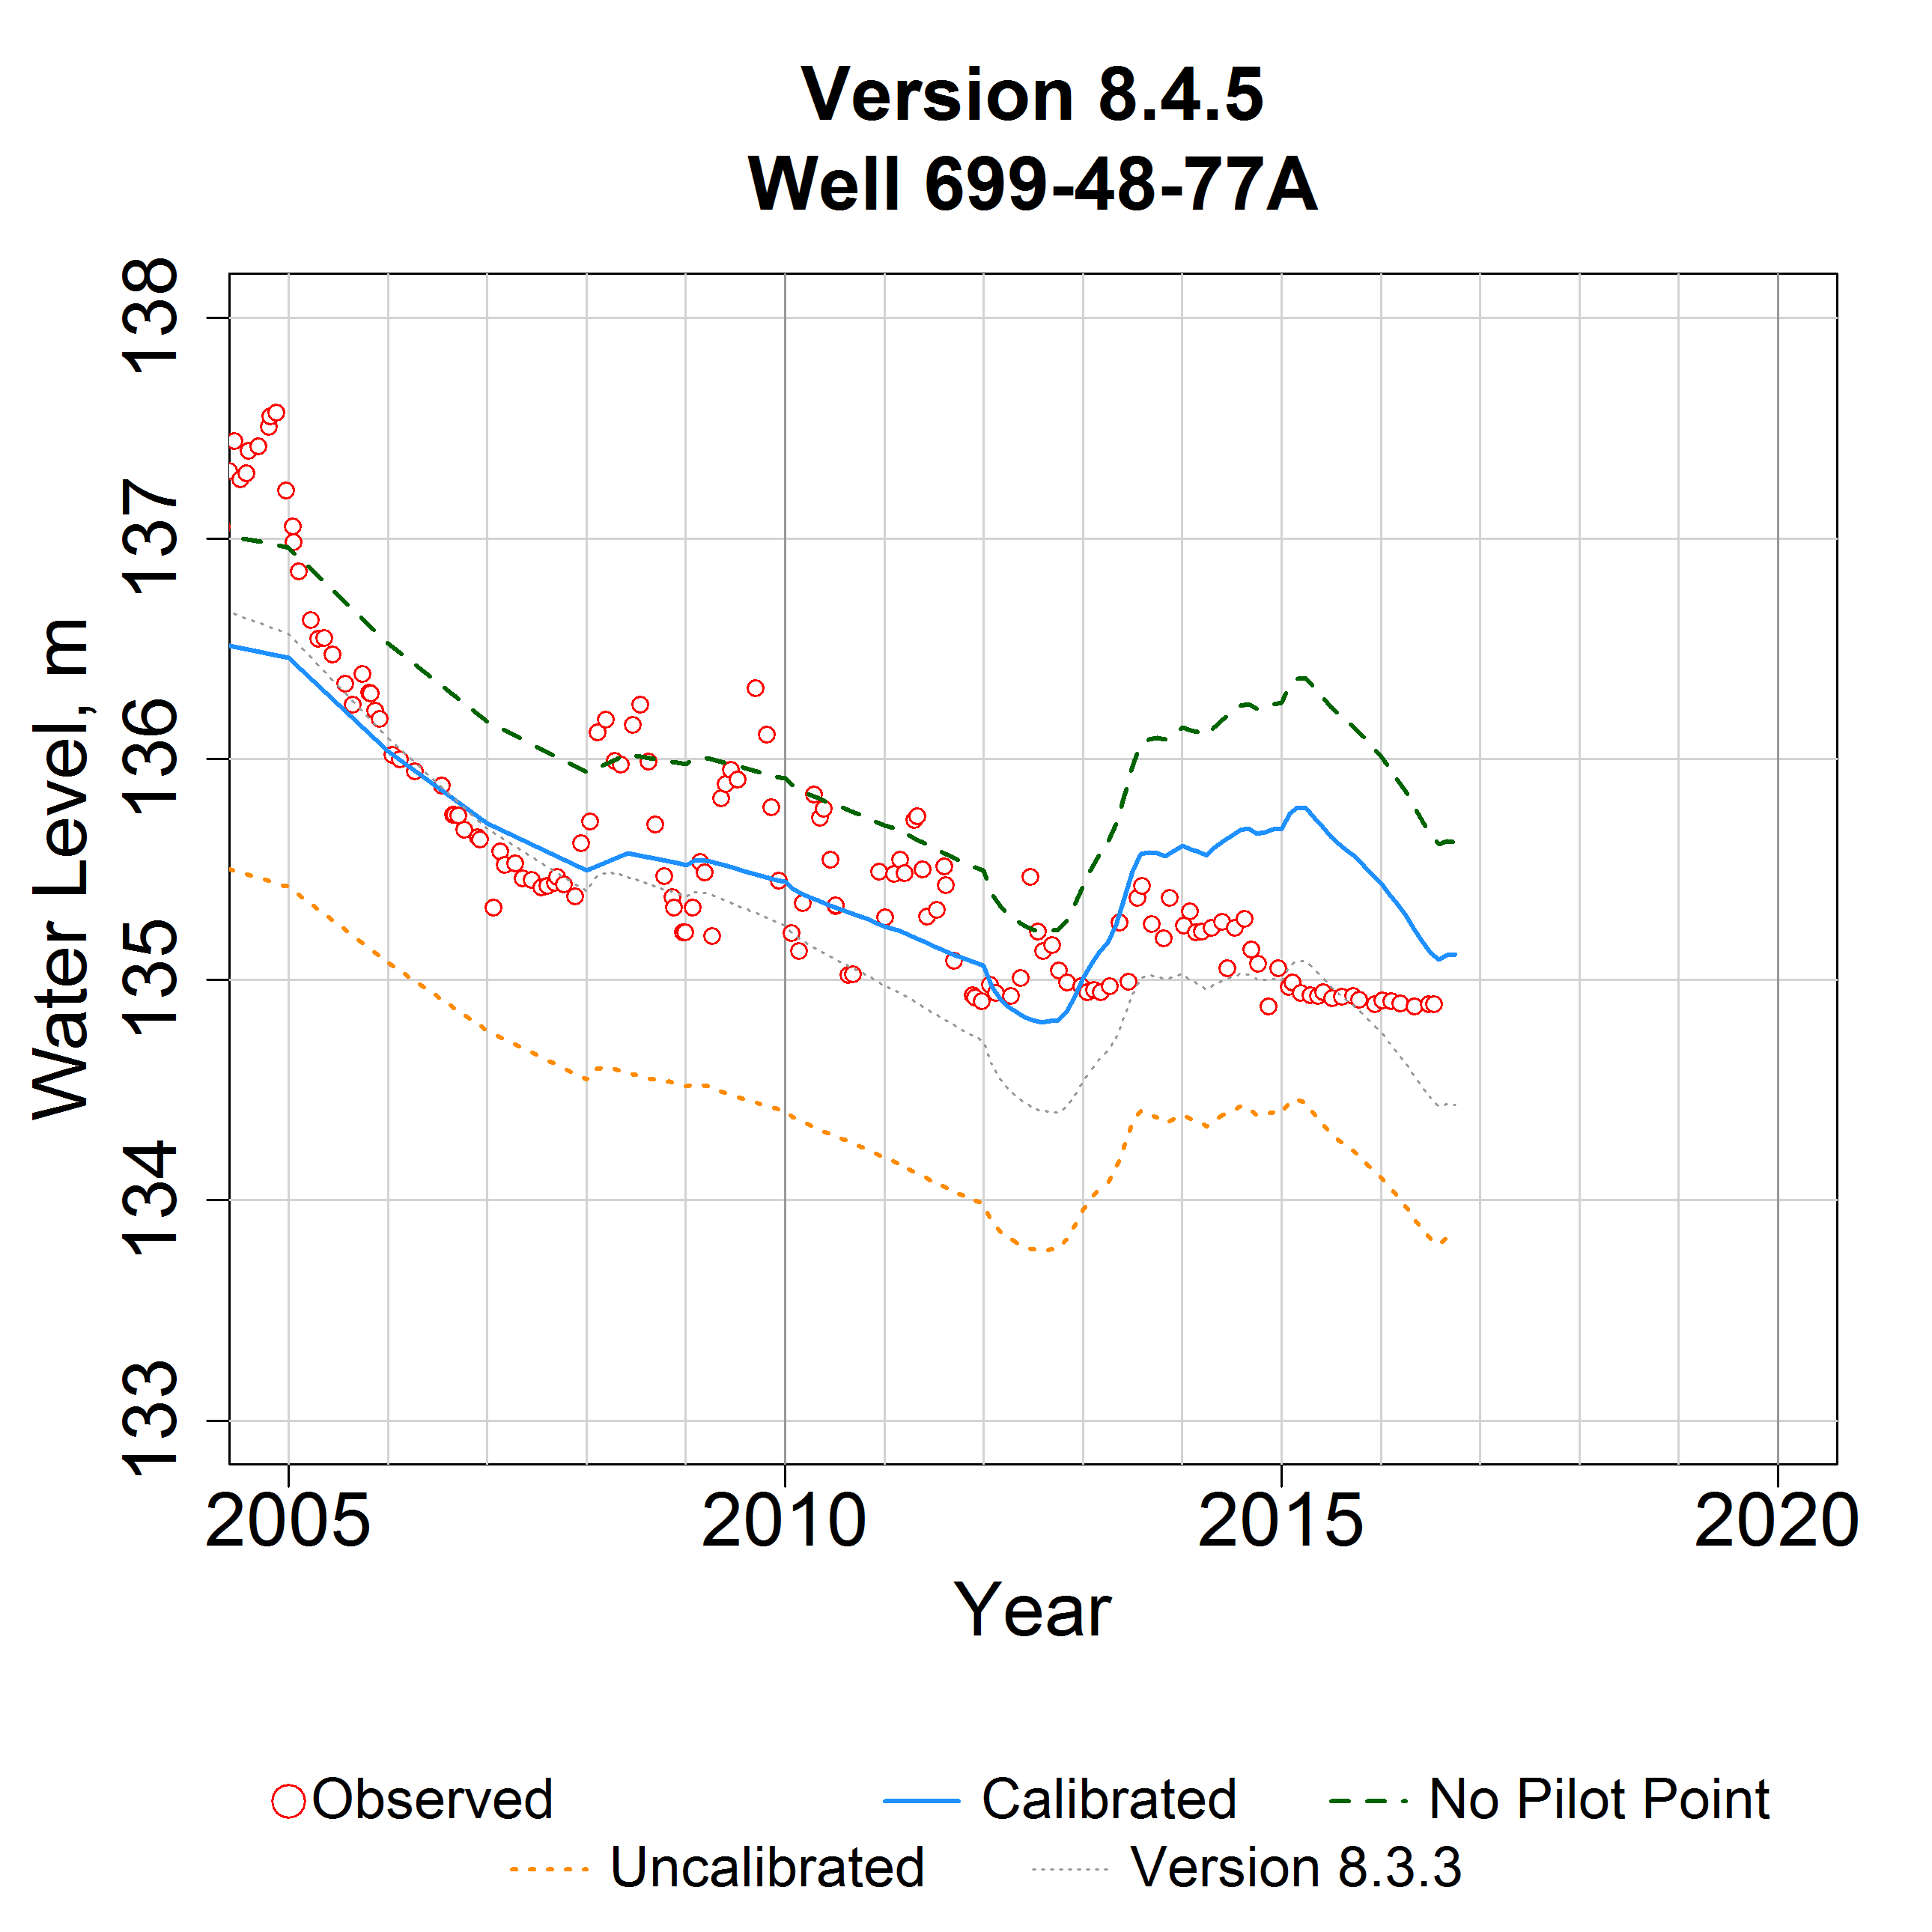 Version 8.4.5
Well 699-48-77A
Water Level, m
138
137
136
135
134
133
2005 2010 2015 2020
Year
Observed Calibrated No Pilot Point
Uncalibrated Version 8.3.3